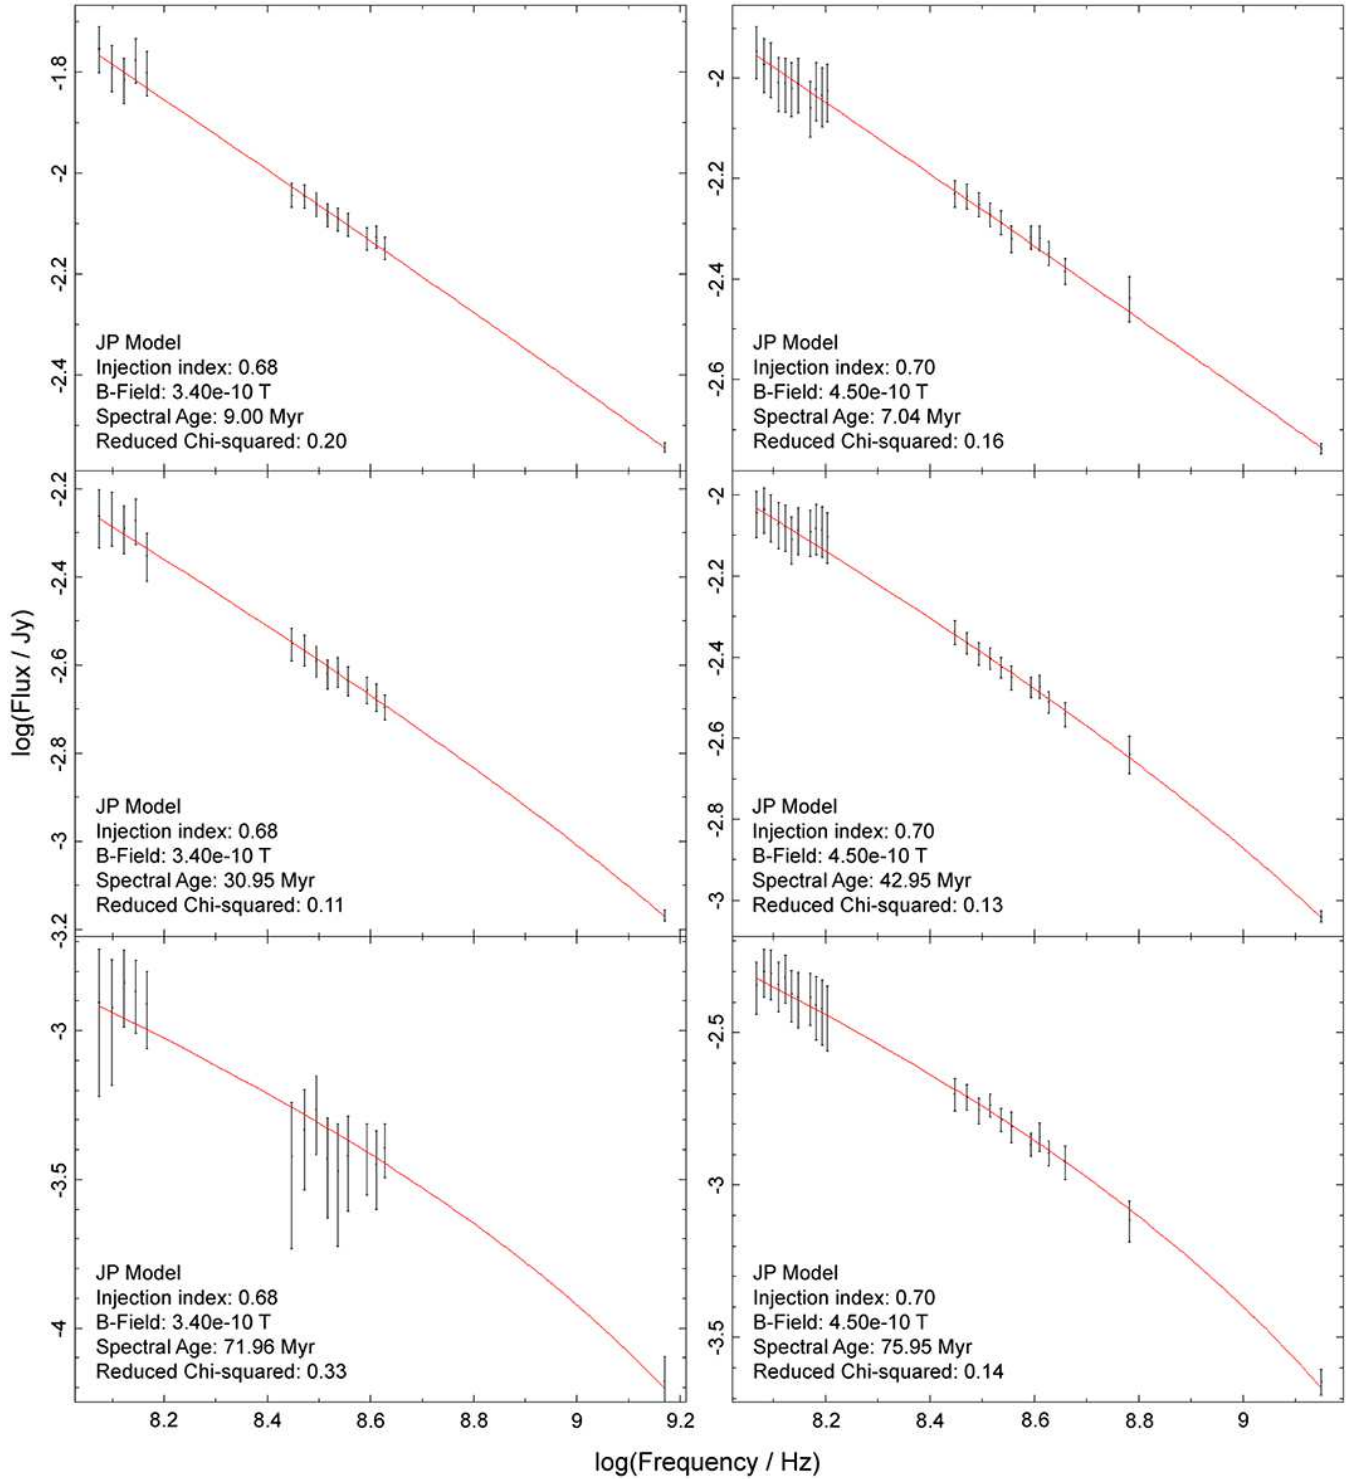 log(Flux / Jy)
-1.8
-2
-2.2
-2.4
JP Model
Injection index: 0.68
B-Field: 3.40e-10 T
Spectral Age: 9.00 Myr
Reduced Chi-squared: 0.20
-2
-2.2
-2.4
-2.6
JP Model
Injection index: 0.70
B-Field: 4.50e-10 T
Spectral Age: 7.04 Myr
Reduced Chi-squared: 0.16
-2.2
-2.4
-2.6
-2.8
-3
-3.2
JP Model
Injection index: 0.68
B-Field: 3.40e-10 T
Spectral Age: 30.95 Myr
Reduced Chi-squared: 0.11
-2
-2.2
-2.4
-2.6
-2.8
-3
JP Model
Injection index: 0.70
B-Field: 4.50e-10 T
Spectral Age: 42.95 Myr
Reduced Chi-squared: 0.13
-3
-3.5
-4
JP Model
Injection index: 0.68
B-Field: 3.40e-10 T
Spectral Age: 71.96 Myr
Reduced Chi-squared: 0.33
8.2 8.4 8.6 8.8 9 9.2
-2.5
-3
-3.5
JP Model
Injection index: 0.70
B-Field: 4.50e-10 T
Spectral Age: 75.95 Myr
Reduced Chi-squared: 0.14
8.2 8.4 8.6 8.8 9
log(Frequency / Hz)